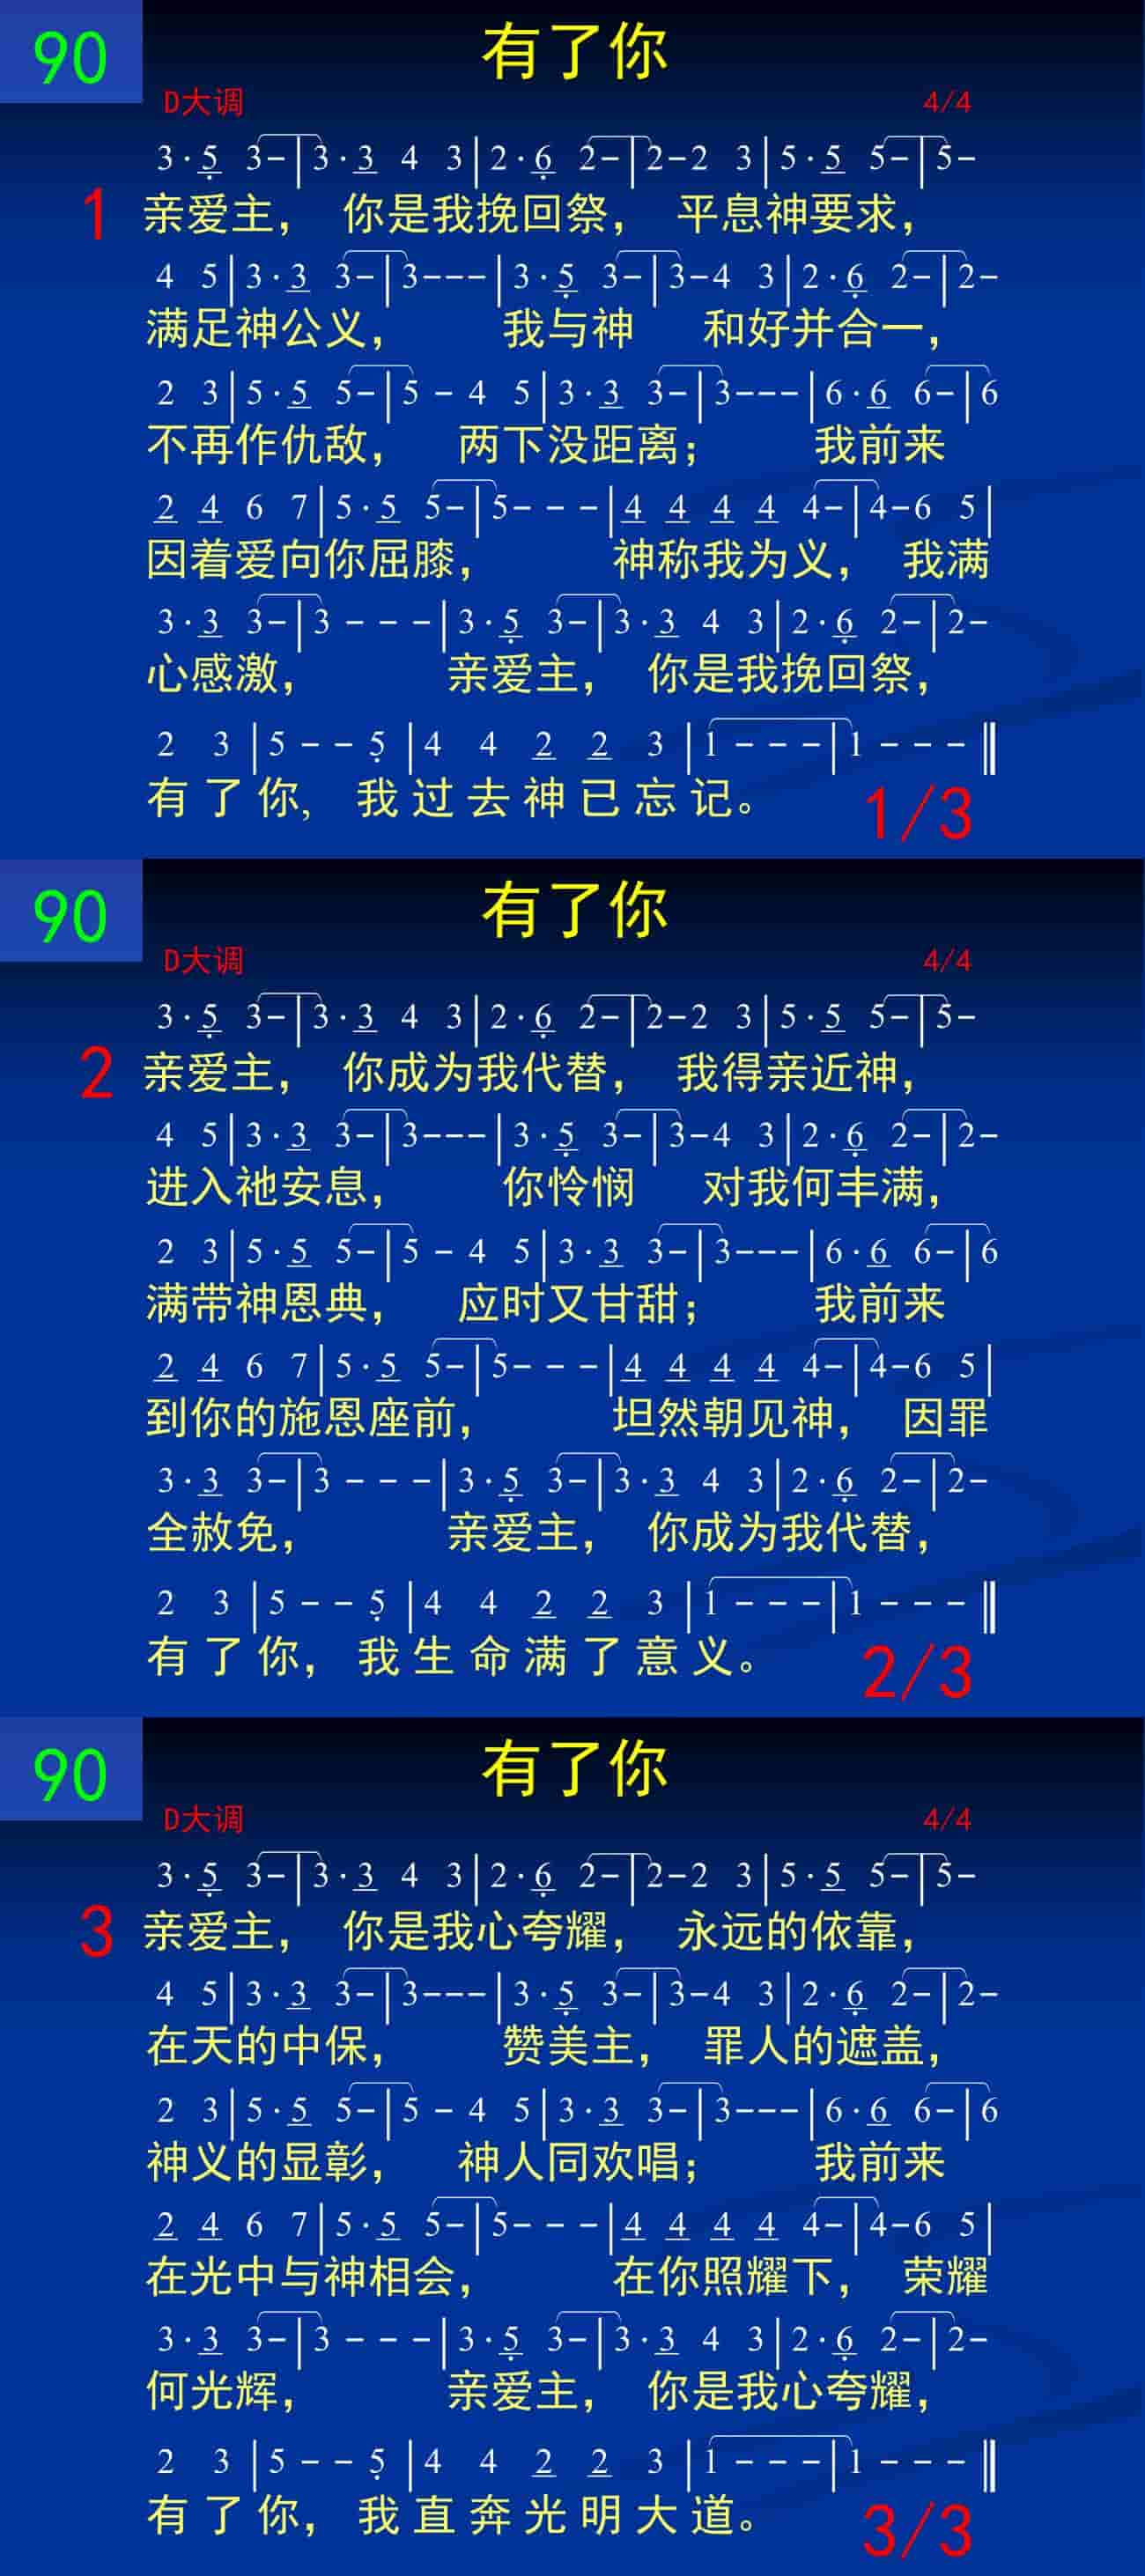 90
有了你
D大调 4/4
3·5 3-|3·3 4 3|2·6 2-|2-2 3|5·5 5-|5-
1 亲爱主， 你是我挽回祭， 平息神要求，
4 5|3·3 3-|3---|3·5 3-|3-4 3|2·6 2-|2-
满足神公义， 我与神 和好并合一，
2 3|5·5 5-|5 - 4 5|3·3 3-|3---|6·6 6-|6
不再作仇敌， 两下没距离； 我前来
2 4 6 7|5·5 5-|5- - -|4 4 4 4 4-|4-6 5|
因着爱向你屈膝， 神称我为义， 我满
3·3 3-|3 - - -|3·5 3-|3·3 4 3|2·6 2-|2-
心感激， 亲爱主， 你是我挽回祭，
2 3 |5 - - 5 |4 4 2 2 3 |1 - - -|1 - - - ‖
有了你， 我过去神已忘记。
1/3
90
有了你
D大调 4/4
3·5 3-|3·3 4 3|2·6 2-|2-2 3|5·5 5-|5-
2 亲爱主， 你成为我代替， 我得亲近神，
4 5|3·3 3-|3---|3·5 3-|3-4 3|2·6 2-|2-
进入祂安息， 你怜悯 对我何丰满，
2 3|5·5 5-|5 - 4 5|3·3 3-|3---|6·6 6-|6
满带神恩典， 应时又甘甜； 我前来
2 4 6 7|5·5 5-|5- - -|4 4 4 4 4-|4-6 5|
到你的施恩座前， 坦然朝见神， 因罪
3·3 3-|3 - - -|3·5 3-|3·3 4 3|2·6 2-|2-
全赦免， 亲爱主， 你成为我代替，
2 3 |5 - - 5 |4 4 2 2 3 |1 - - -|1 - - - ‖
有了你， 我生命满了意义。
2/3
90
有了你
D大调 4/4
3·5 3-|3·3 4 3|2·6 2-|2-2 3|5·5 5-|5-
3 亲爱主， 你是我心夸耀， 永远的依靠，
4 5|3·3 3-|3---|3·5 3-|3-4 3|2·6 2-|2-
在天的中保， 赞美主， 罪人的遮盖，
2 3|5·5 5-|5 - 4 5|3·3 3-|3---|6·6 6-|6
神义的显彰， 神人同欢唱； 我前来
2 4 6 7|5·5 5-|5- - -|4 4 4 4 4-|4-6 5|
在光中与神相会， 在你照耀下， 荣耀
3·3 3-|3 - - -|3·5 3-|3·3 4 3|2·6 2-|2-
何光辉， 亲爱主， 你是我心夸耀，
2 3 |5 - - 5 |4 4 2 2 3 |1 - - -|1 - - - ‖
有了你， 我直奔光明大道。
3/3